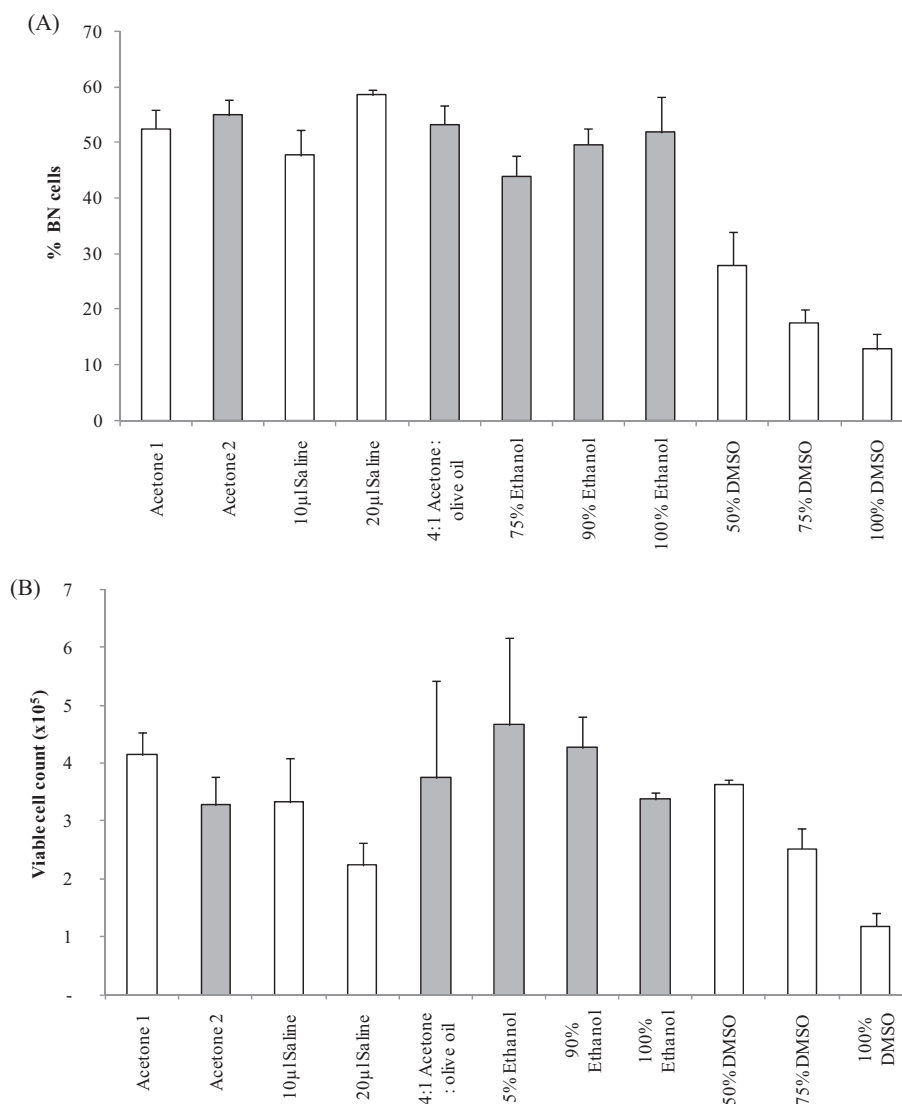 (A)
70
60
50
40
30
20
10
0
% BN cells
Acetone 1
Acetone 2
10µl Saline
20µl Saline
4:1 Acetone :
olive oil
75% Ethanol
90% Ethanol
100% Ethanol
50% DMSO
75% DMSO
100% DMSO
(B)
7
6
5
4
3
2
1
-
Viable cell count (x10⁵)
Acetone 1
Acetone 2
10µl Saline
20µl Saline
4:1 Acetone
: olive oil
5% Ethanol
90%
Ethanol
100%
Ethanol
50% DMSO
75% DMSO
100%
DMSO